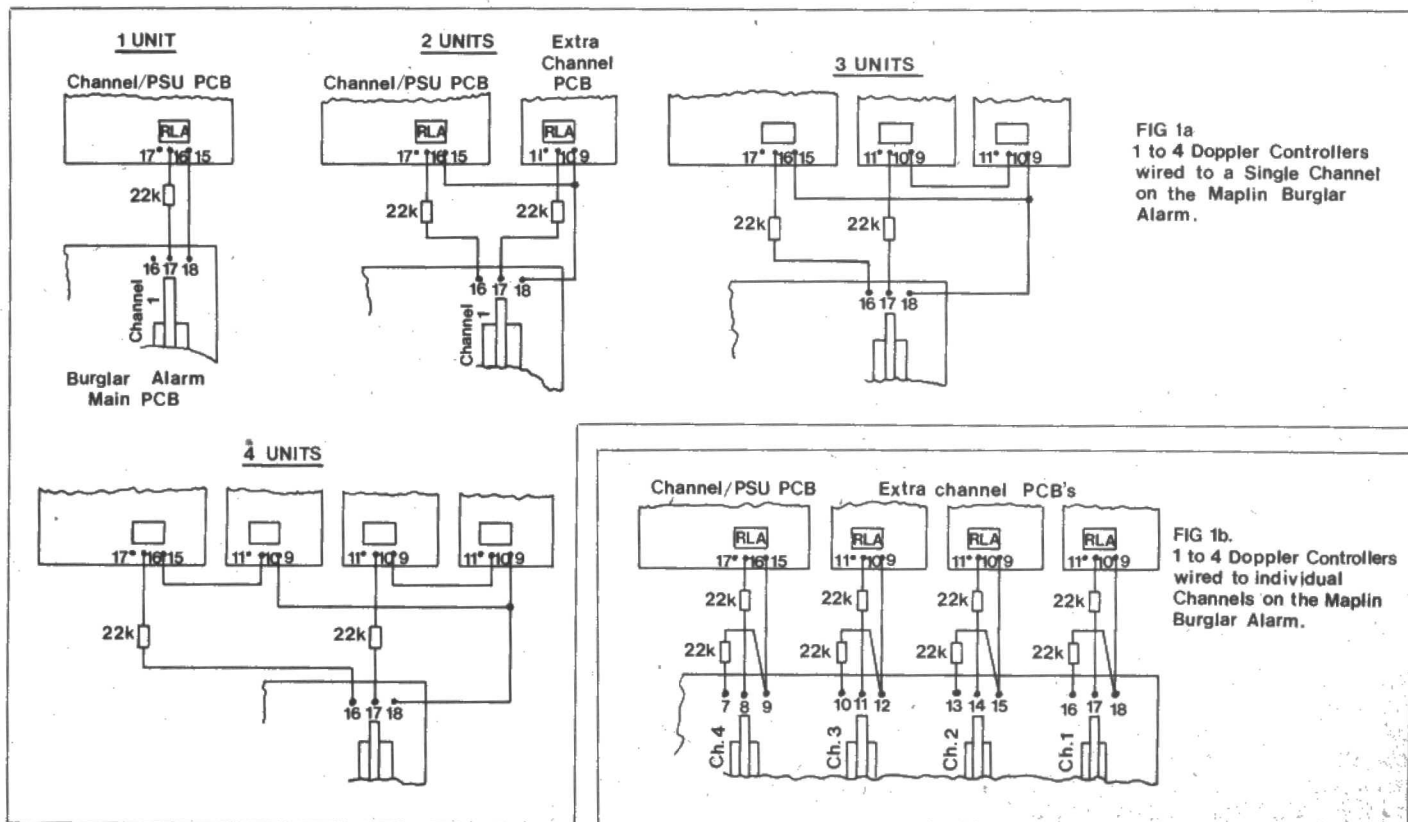 1 UNIT
Channel/PSU PCB
RLA
17 16 15
22k
16 17 18
Channel 1
Burglar Alarm
Main PCB
2 UNITS
Channel/PSU PCB
Extra
Channel
PCB
RLA
RLA
17 16 15
11 10 9
22k
22k
16 17 18
Channel 1
3 UNITS
17 16 15
11 10 9
11 10 9
22k
22k
16 17 18
FIG 1a
1 to 4 Doppler Controllers
wired to a Single Channel
on the Maplin Burglar
Alarm.
4 UNITS
17 16 15
11 10 9
11 10 9
11 10 9
22k
22k
16 17 18
Channel/PSU PCB
Extra channel PCB's
RLA
RLA
RLA
RLA
17 16 15
11 10 9
11 10 9
11 10 9
22k
22k
22k
22k
22k
22k
22k
22k
7 8 9
10 11 12
13 14 15
16 17 18
Ch.4
Ch.3
Ch.2
Ch.1
FIG 1b.
1 to 4 Doppler Controllers
wired to individual
Channels on the Maplin
Burglar Alarm.